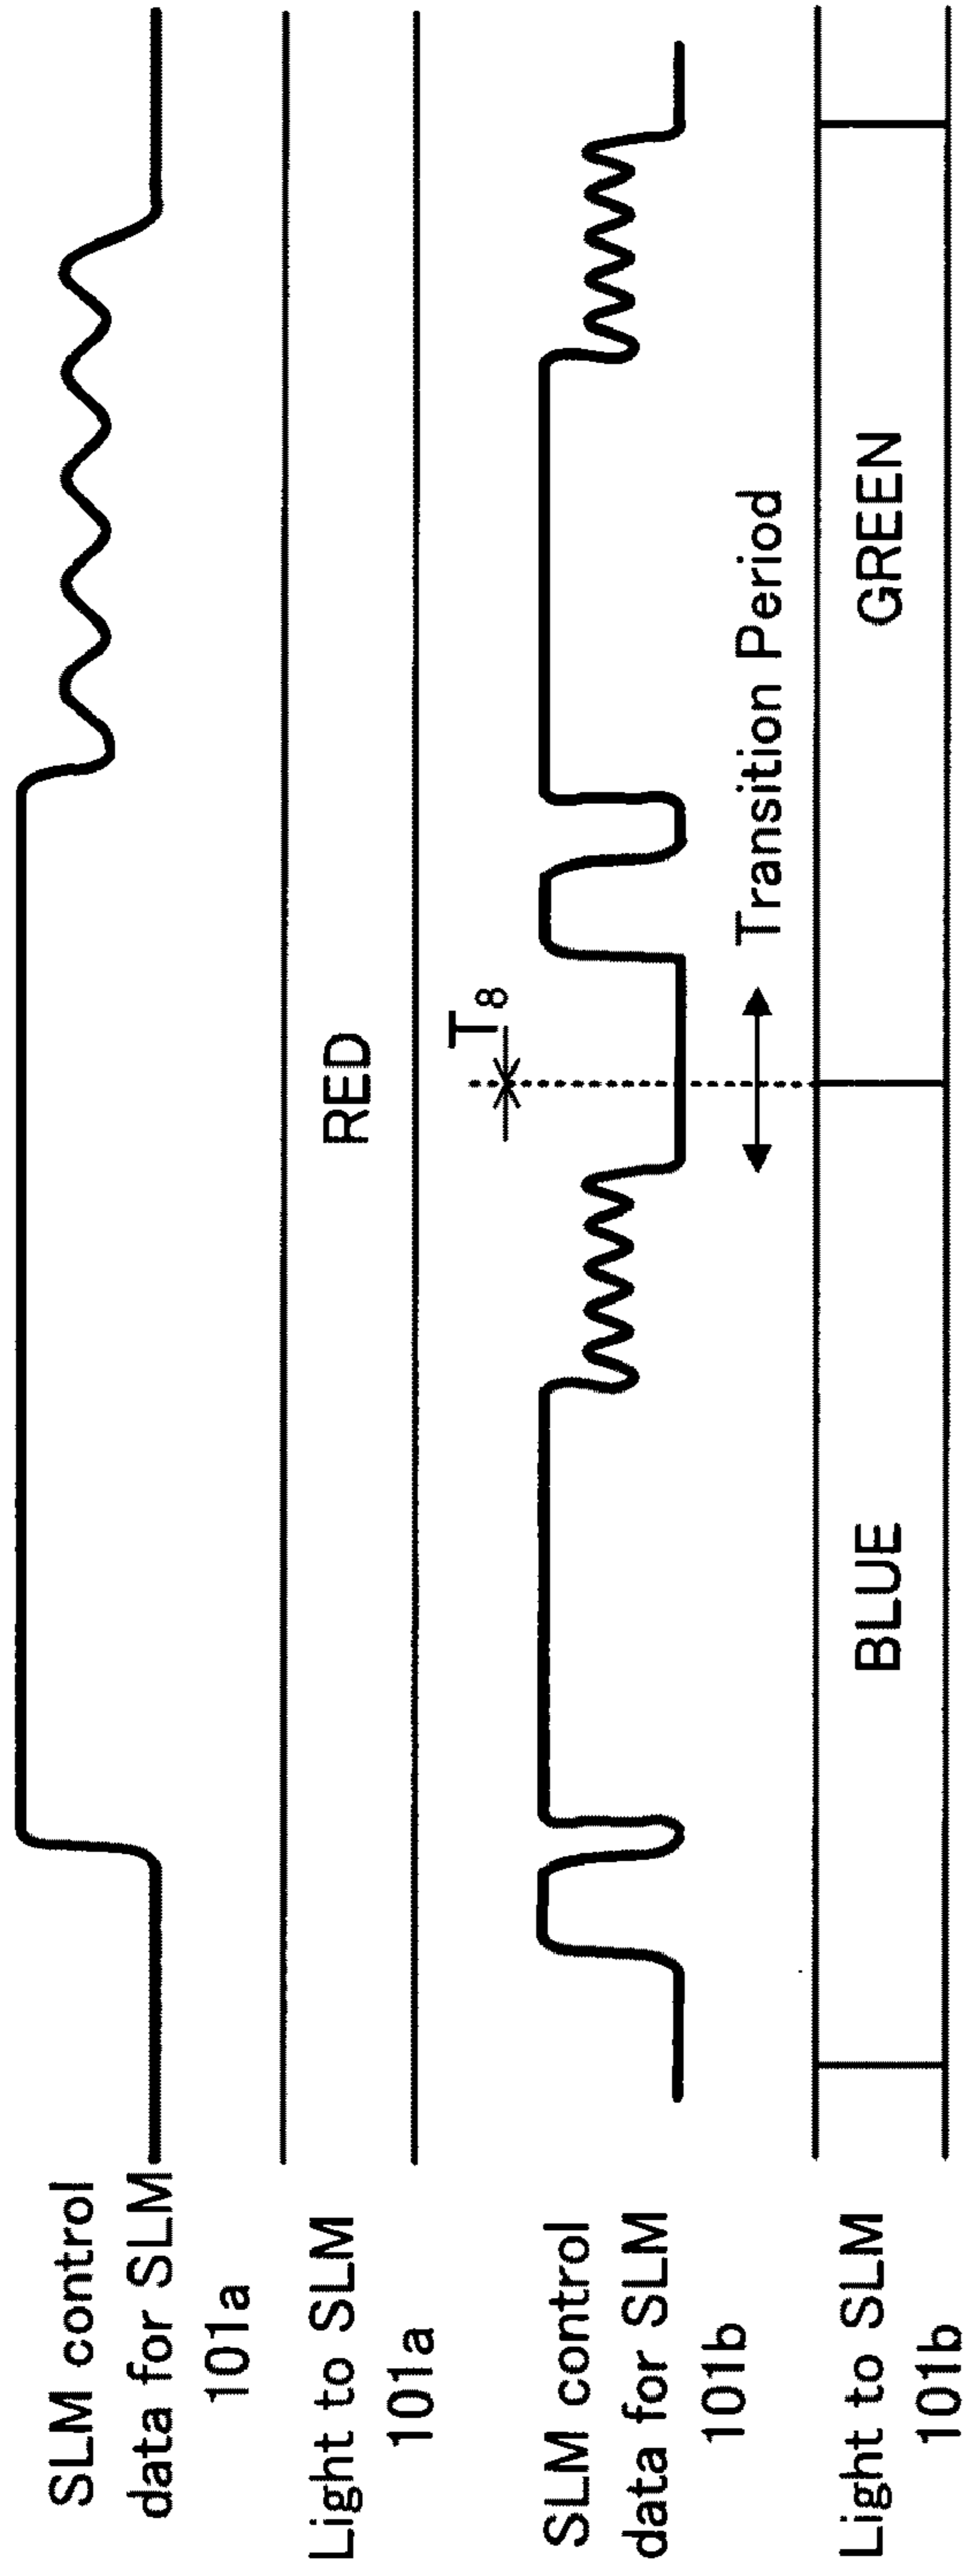 SLM control
data for SLM
101a
Light to SLM
101a
RED
SLM control
data for SLM
101b
T8
Transition Period
Light to SLM
101b
BLUE
GREEN